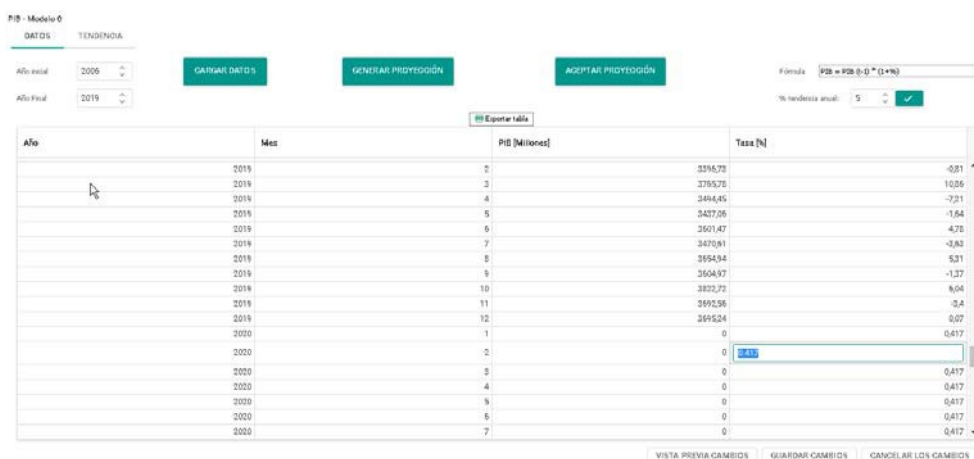 PIB - Modelo 0
DATOS TENDENCIA
Año inicial 2006 CARGAR DATOS GENERAR PROYECCIÓN ACEPTAR PROYECCIÓN Fórmula PIB = PIB (t-1) * (1+%)
Año Final 2019 % tendencia anual: 5
Exportar tabla
Año Mes PIB [Millones] Tasa [%]
2019 2 -0,81
2019 3 10,86
2019 4 3494,45 -7,21
2019 5 3437,06 -1,64
2019 6 3601,47 4,78
2019 7 3470,61 -3,63
2019 8 3654,94 5,31
2019 9 3604,97 -1,37
2019 10 3822,72 6,04
2019 11 3692,56 -3,4
2019 12 3695,24 0,07
2020 1 0 0,417
2020 2 0 0,417
2020 3 0 0,417
2020 4 0 0,417
2020 5 0 0,417
2020 6 0 0,417
2020 7 0 0,417
VISTA PREVIA CAMBIOS GUARDAR CAMBIOS CANCELAR LOS CAMBIOS